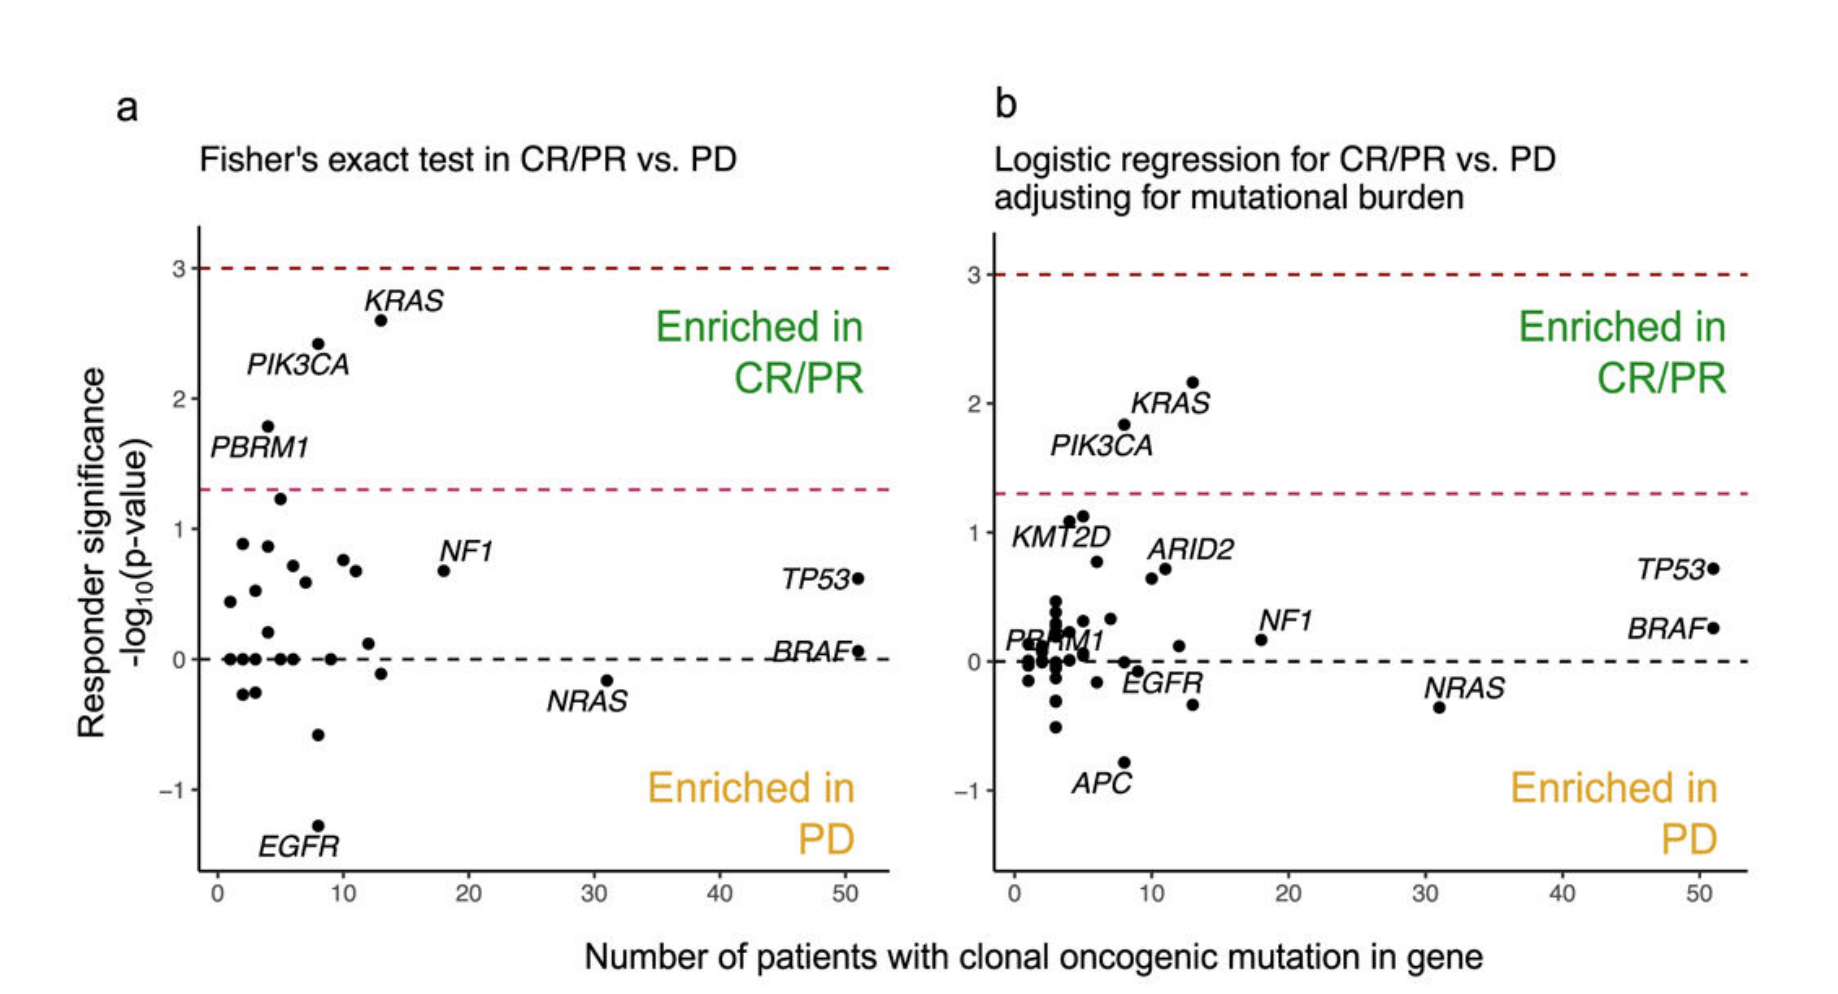 a
Fisher's exact test in CR/PR vs. PD
Responder significance
-log10(p-value)
3
2
1
0
−1
KRAS
PIK3CA
PBRM1
NF1
TP53
BRAF
NRAS
EGFR
Enriched in
CR/PR
Enriched in
PD
0 10 20 30 40 50
b
Logistic regression for CR/PR vs. PD
adjusting for mutational burden
3
2
1
0
−1
KRAS
PIK3CA
KMT2D
ARID2
TP53
NF1
BRAF
PBRM1
EGFR
NRAS
APC
Enriched in
CR/PR
Enriched in
PD
0 10 20 30 40 50
Number of patients with clonal oncogenic mutation in gene